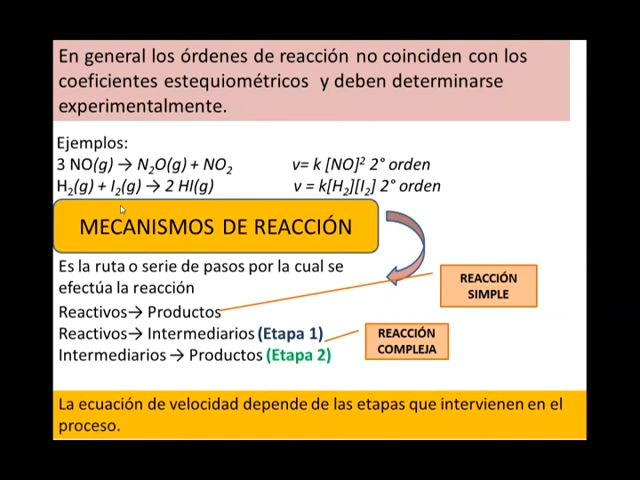 En general los órdenes de reacción no coinciden con los
coeficientes estequiométricos y deben determinarse
experimentalmente.
Ejemplos:
3 NO(g) → N₂O(g) + NO₂ v= k [NO]² 2° orden
H₂(g) + I₂(g) → 2 HI(g) v = k[H₂][I₂] 2° orden
MECANISMOS DE REACCIÓN
Es la ruta o serie de pasos por la cual se
efectúa la reacción
REACCIÓN
SIMPLE
Reactivos→ Productos
Reactivos→ Intermediarios (Etapa 1)
REACCIÓN
COMPLEJA
Intermediarios → Productos (Etapa 2)
La ecuación de velocidad depende de las etapas que intervienen en el
proceso.